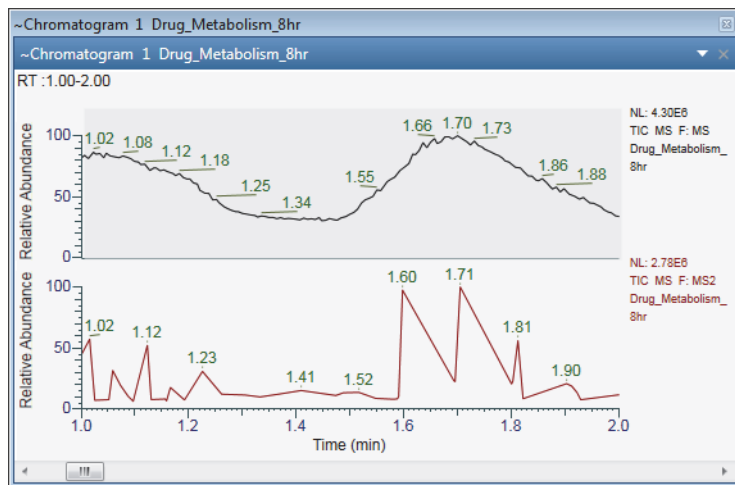 ~Chromatogram 1 Drug_Metabolism_8hr
~Chromatogram 1 Drug_Metabolism_8hr
RT :1.00-2.00
NL: 4.30E6
TIC MS F: MS
Drug_Metabolism_
8hr
Relative Abundance
100
50
0
1.02
1.08
1.12
1.18
1.25
1.34
1.55
1.66
1.70
1.73
1.86
1.88
NL: 2.78E6
TIC MS F: MS2
Drug_Metabolism_
8hr
Relative Abundance
100
50
0
1.02
1.12
1.23
1.41
1.52
1.60
1.71
1.81
1.90
1.0
1.2
1.4
1.6
1.8
2.0
Time (min)